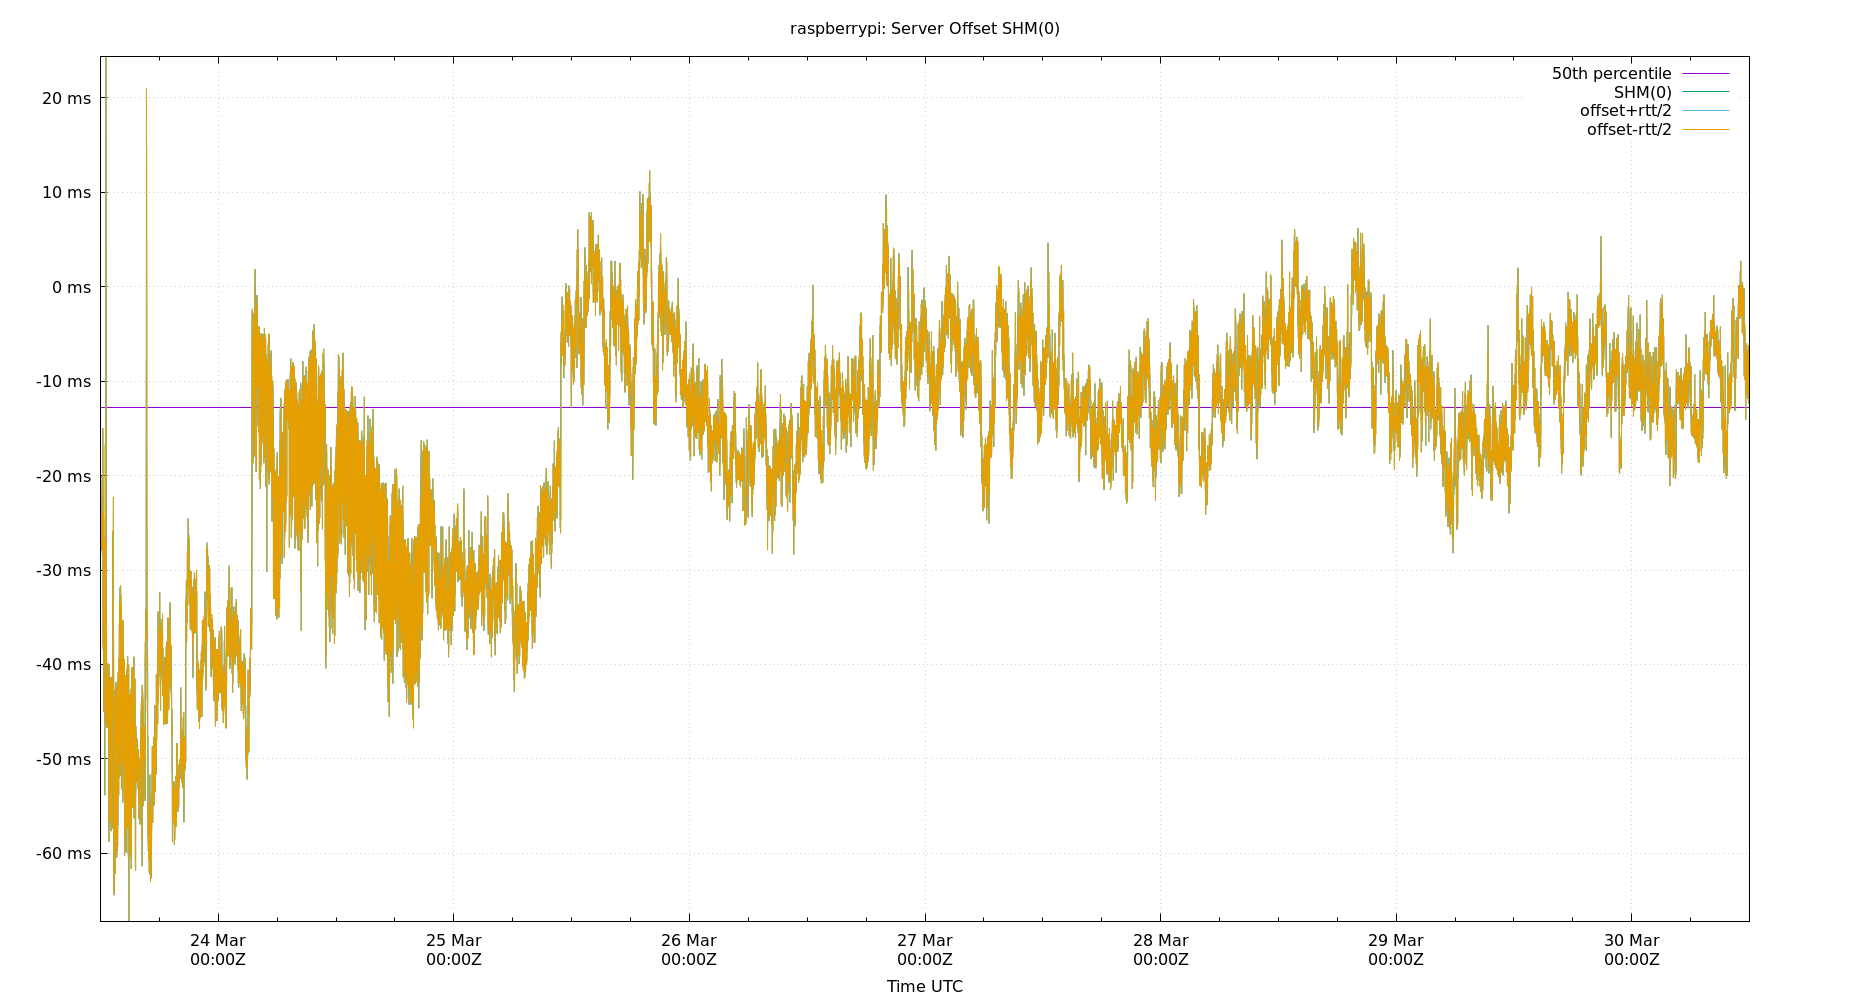 raspberrypi: Server Offset SHM(0)
50th percentile
SHM(0)
offset+rtt/2
offset-rtt/2
20 ms
10 ms
0 ms
-10 ms
-20 ms
-30 ms
-40 ms
-50 ms
-60 ms
24 Mar 25 Mar 26 Mar 27 Mar 28 Mar 29 Mar 30 Mar
00:00Z 00:00Z 00:00Z 00:00Z 00:00Z 00:00Z 00:00Z
Time UTC